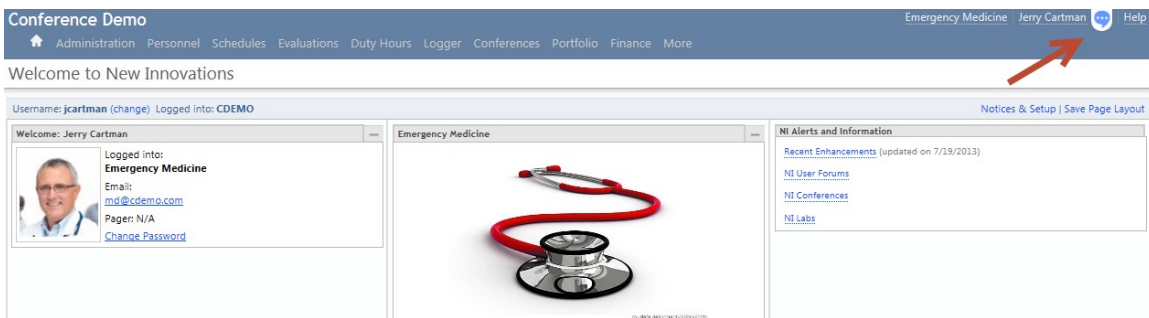 Conference Demo
Emergency Medicine Jerry Cartman Help
Administration Personnel Schedules Evaluations Duty Hours Logger Conferences Portfolio Finance More
Welcome to New Innovations
Username: jcartman (change) Logged into: CDEMO
Notices & Setup | Save Page Layout
Welcome: Jerry Cartman
Logged into:
Emergency Medicine
Email:
md@cdemo.com
Pager: N/A
Change Password
Emergency Medicine
NI Alerts and Information
Recent Enhancements (updated on 7/19/2013)
NI User Forums
NI Conferences
NI Labs